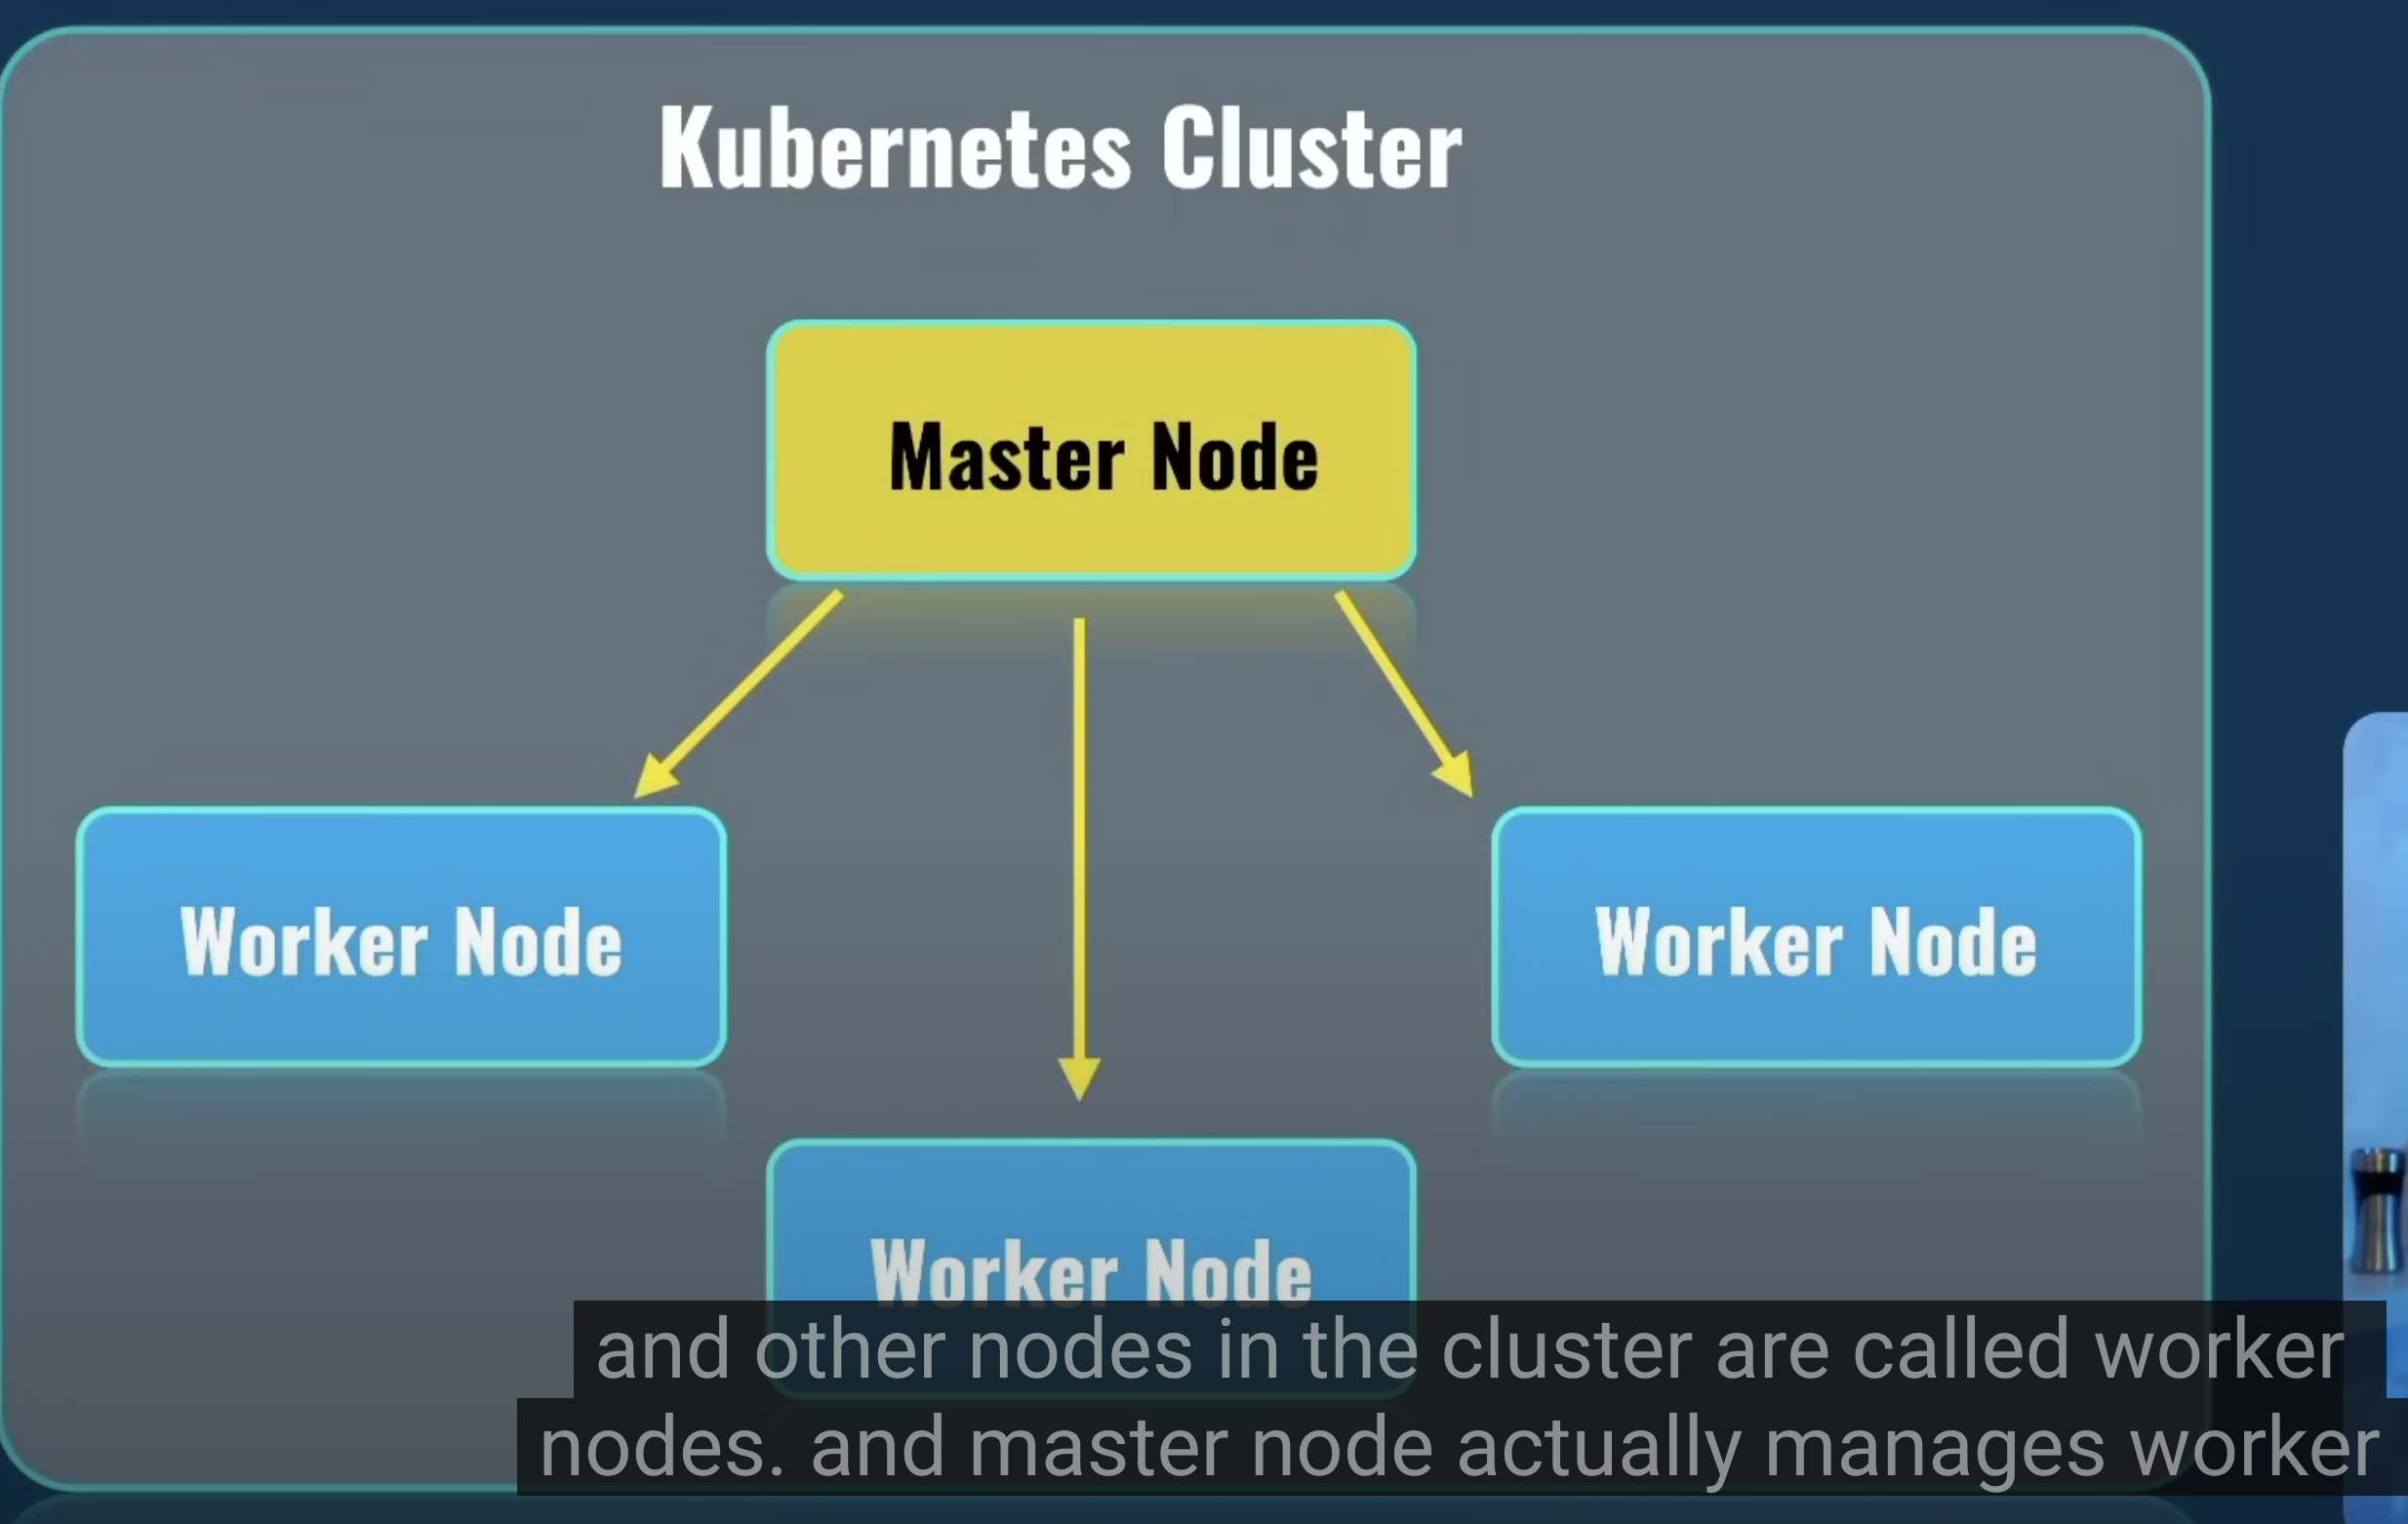 Kubernetes Cluster
Master Node
Worker Node
Worker Node
Worker Node
and other nodes in the cluster are called worker
nodes. and master node actually manages worker